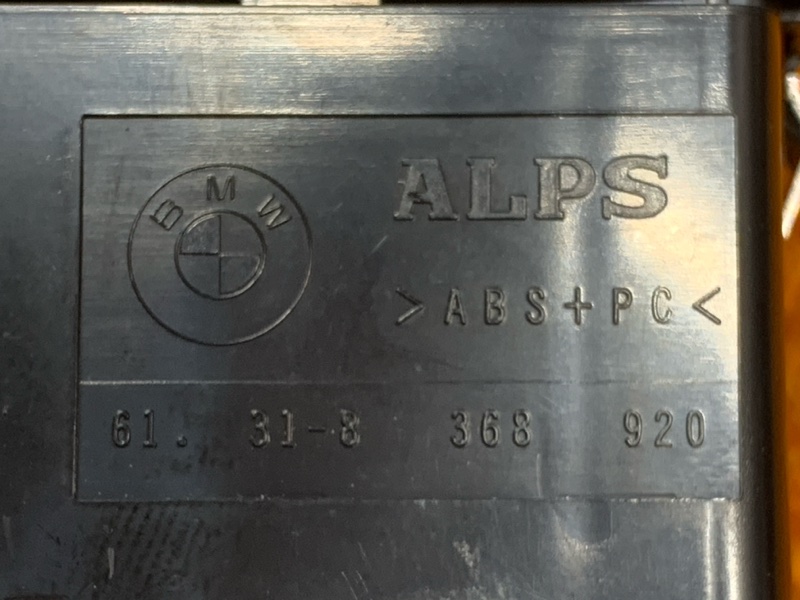 BMW
ALPS
>ABS+PC<
61. 31-8 368 920